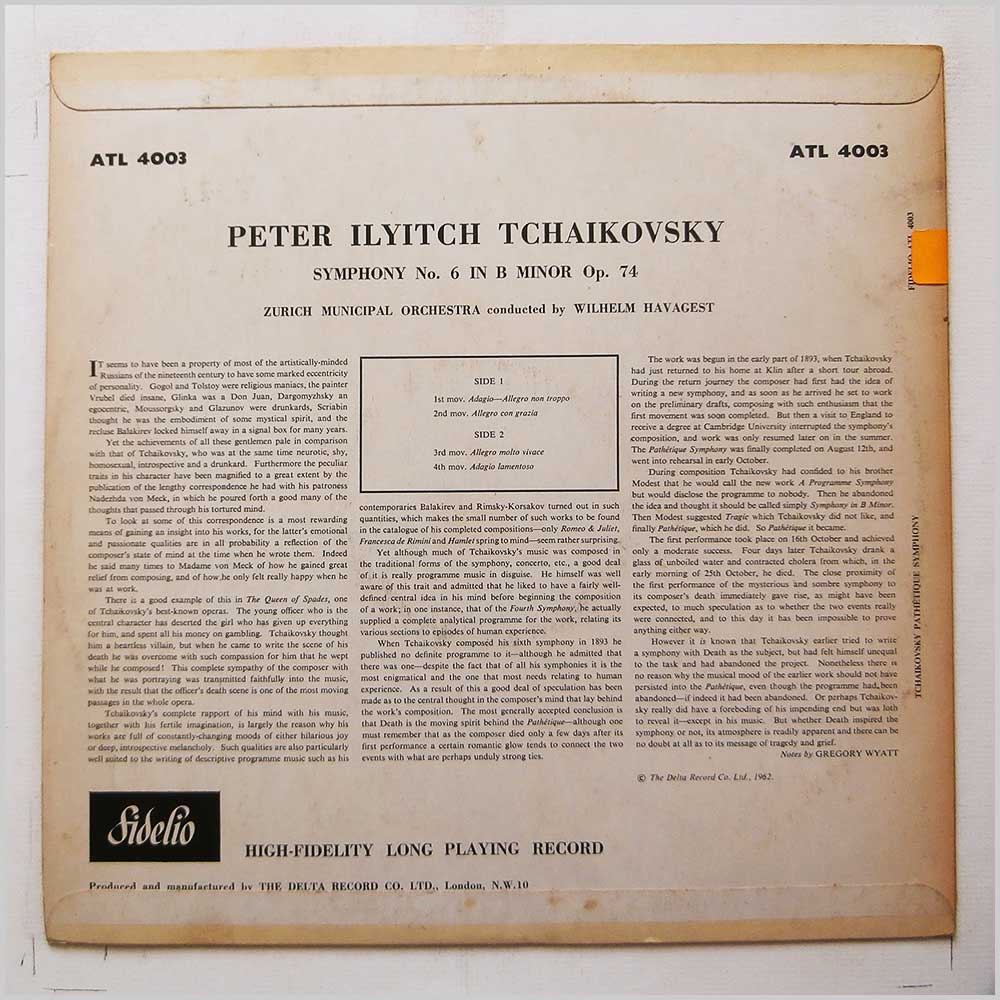 ATL 4003
ATL 4003
PETER ILYITCH TCHAIKOVSKY
SYMPHONY No. 6 IN B MINOR Op. 74
ZURICH MUNICIPAL ORCHESTRA conducted by WILHELM HAVAGEST
IT seems to have been a property of most of the artistically-minded
Russians of the nineteenth century to have some marked eccentricity
of personality. Gogol and Tolstoy were religious maniacs, the painter
Vrubel died insane, Glinka was a Don Juan, Dargomyzhsky an
egocentric, Moussorgsky and Glazunov were drunkards, Scriabin
thought he was the embodiment of some mystical spirit, and the
recluse Balakirev locked himself away in a signal box for many years.
Yet the achievements of all these gentlemen pale in comparison
with that of Tchaikovsky, who was at the same time neurotic, shy,
homosexual, introspective and a drunkard. Furthermore the peculiar
traits in his character have been magnified to a great extent by the
publication of the lengthy correspondence he had with his patroness
Nadezhda von Meck, in which he poured forth a good many of the
thoughts that passed through his tortured mind.
To look at some of this correspondence is a most rewarding
means of gaining an insight into his works, for the latter's emotional
and passionate qualities are in all probability a reflection of the
composer's state of mind at the time when he wrote them. Indeed
he said many times to Madame von Meck of how he gained great
relief from composing, and of how he only felt really happy when he
was at work.
There is a good example of this in The Queen of Spades, one
of Tchaikovsky's best-known operas. The young officer who is the
central character has deserted the girl who has given up everything
for him, and spent all his money on gambling. Tchaikovsky thought
him a heartless villain, but when he came to write the scene of his
death he was overcome with such compassion for him that he wept
while he composed! This complete sympathy of the composer with
what he was portraying was transmitted faithfully into the music,
with the result that the officer's death scene is one of the most moving
passages in the whole opera.
Tchaikovsky's complete rapport of his mind with his music,
together with his fertile imagination, is largely the reason why his
works are full of constantly-changing moods of either hilarious joy
or deep, introspective melancholy. Such qualities are also particularly
well suited to the writing of descriptive programme music such as his
SIDE 1
1st mov. Adagio—Allegro non troppo
2nd mov. Allegro con grazia
SIDE 2
3rd mov. Allegro molto vivace
4th mov. Adagio lamentoso
contemporaries Balakirev and Rimsky-Korsakov turned out in such
quantities, which makes the small number of such works to be found
in the catalogue of his completed compositions—only Romeo & Juliet,
Francesca de Rimini and Hamlet spring to mind—seem rather surprising.
Yet although much of Tchaikovsky's music was composed in
the traditional forms of the symphony, concerto, etc., a good deal
of it is really programme music in disguise. He himself was well
aware of this trait and admitted that he liked to have a fairly well-
defined central idea in his mind before beginning the composition
of a work; in one instance, that of the Fourth Symphony, he actually
supplied a complete analytical programme for the work, relating its
various sections to episodes of human experience.
When Tchaikovsky composed his sixth symphony in 1893 he
published no definite programme to it—although he admitted that
there was one—despite the fact that of all his symphonies it is the
most enigmatical and the one that most needs relating to human
experience. As a result of this a good deal of speculation has been
made as to the central thought in the composer's mind that lay behind
the work's composition. The most generally accepted conclusion is
that Death is the moving spirit behind the Pathétique—although one
must remember that as the composer died only a few days after its
first performance a certain romantic glow tends to connect the two
events with what are perhaps unduly strong ties.
The work was begun in the early part of 1893, when Tchaikovsky
had just returned to his home at Klin after a short tour abroad.
During the return journey the composer had first had the idea of
writing a new symphony, and as soon as he arrived he set to work
on the preliminary drafts, composing with such enthusiasm that the
first movement was soon completed. But then a visit to England to
receive a degree at Cambridge University interrupted the symphony's
composition, and work was only resumed later on in the summer.
The Pathétique Symphony was finally completed on August 12th, and
went into rehearsal in early October.
During composition Tchaikovsky had confided to his brother
Modest that he would call the new work A Programme Symphony
but would disclose the programme to nobody. Then he abandoned
the idea and thought it should be called simply Symphony in B Minor.
Then Modest suggested Tragic which Tchaikovsky did not like, and
finally Pathétique, which he did. So Pathétique it became.
The first performance took place on 16th October and achieved
only a moderate success. Four days later Tchaikovsky drank a
glass of unboiled water and contracted cholera from which, in the
early morning of 25th October, he died. The close proximity of
the first performance of the mysterious and sombre symphony to
its composer's death immediately gave rise, as might have been
expected, to much speculation as to whether the two events really
were connected, and to this day it has been impossible to prove
anything either way.
However it is known that Tchaikovsky earlier tried to write
a symphony with Death as the subject, but had felt himself unequal
to the task and had abandoned the project. Nonetheless there is
no reason why the musical mood of the earlier work should not have
persisted into the Pathétique, even though the programme had been
abandoned—if indeed it had been abandoned. Or perhaps Tchaikov-
sky really did have a foreboding of his impending end but was loth
to reveal it—except in his music. But whether Death inspired the
symphony or not, its atmosphere is readily apparent and there can be
no doubt at all as to its message of tragedy and grief.
Notes by GREGORY WYATT
© The Delta Record Co. Ltd., 1962.
FIDELIO ATL 4003
TCHAIKOVSKY PATHÉTIQUE SYMPHONY
Fidelio
HIGH-FIDELITY LONG PLAYING RECORD
Produced and manufactured by THE DELTA RECORD CO. LTD., London, N.W.10